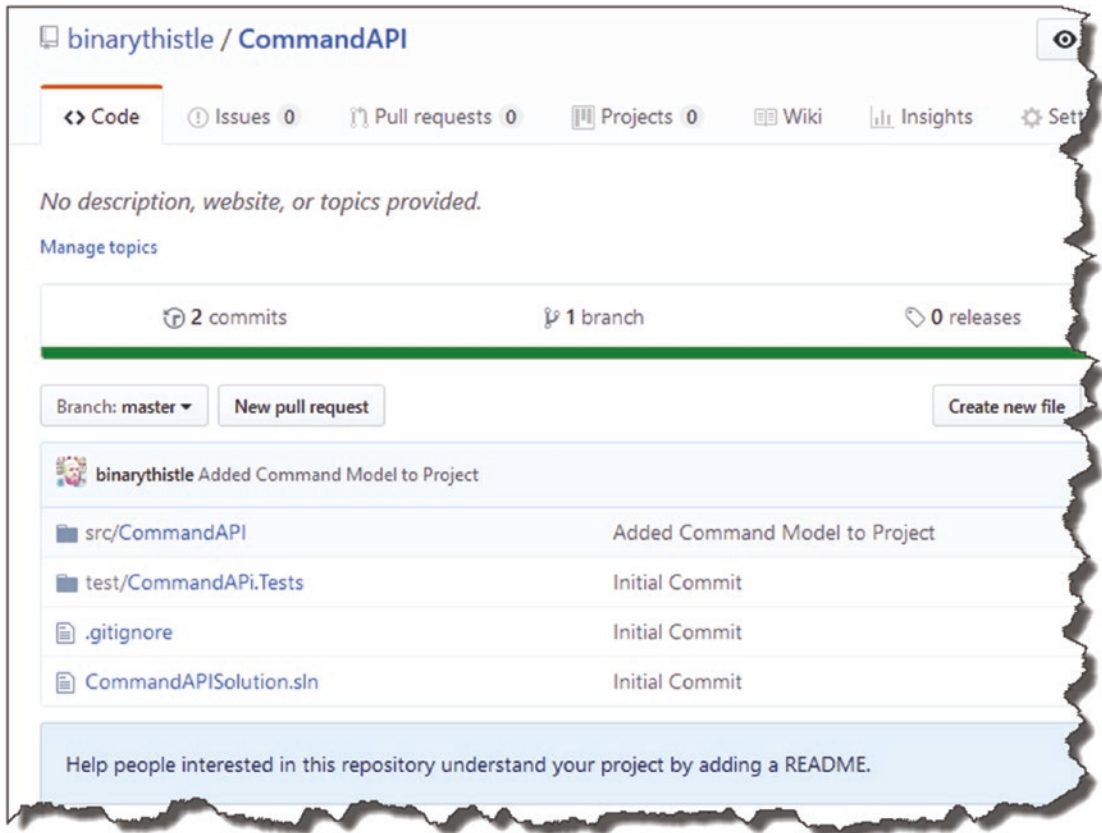 binarythistle / CommandAPI
Code Issues 0 Pull requests 0 Projects 0 Wiki Insights Sett
No description, website, or topics provided.
Manage topics
2 commits 1 branch 0 releases
Branch: master New pull request Create new file
binarythistle Added Command Model to Project
src/CommandAPI Added Command Model to Project
test/CommandAPi.Tests Initial Commit
.gitignore Initial Commit
CommandAPISolution.sln Initial Commit
Help people interested in this repository understand your project by adding a README.